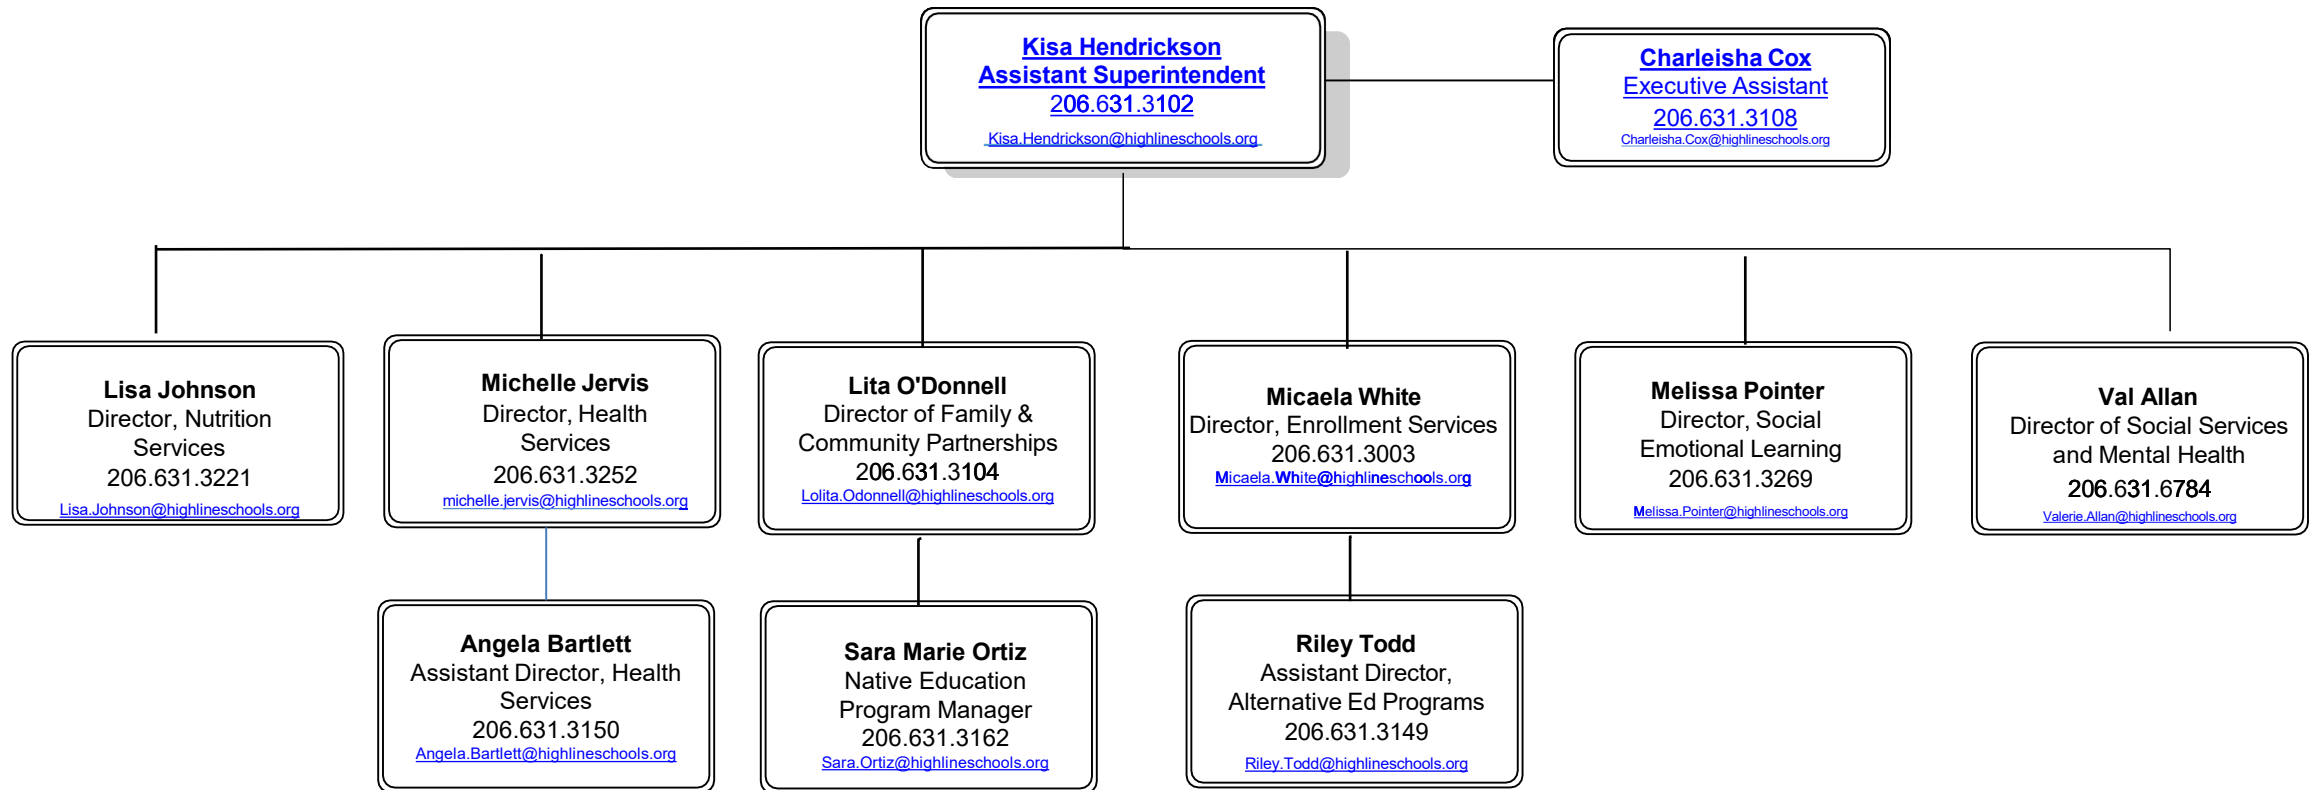 Kisa Hendrickson
Assistant Superintendent
206.631.3102
Kisa.Hendrickson@highlineschools.org
Charleisha Cox
Executive Assistant
206.631.3108
Charleisha.Cox@highlineschools.org
Lisa Johnson
Director, Nutrition
Services
206.631.3221
Lisa.Johnson@highlineschools.org
Michelle Jervis
Director, Health
Services
206.631.3252
michelle.jervis@highlineschools.org
Lita O'Donnell
Director of Family &
Community Partnerships
206.631.3104
Lolita.Odonnell@highlineschools.org
Micaela White
Director, Enrollment Services
206.631.3003
Micaela.White@highlineschools.org
Melissa Pointer
Director, Social
Emotional Learning
206.631.3269
Melissa.Pointer@highlineschools.org
Val Allan
Director of Social Services
and Mental Health
206.631.6784
Valerie.Allan@highlineschools.org
Angela Bartlett
Assistant Director, Health
Services
206.631.3150
Angela.Bartlett@highlineschools.org
Sara Marie Ortiz
Native Education
Program Manager
206.631.3162
Sara.Ortiz@highlineschools.org
Riley Todd
Assistant Director,
Alternative Ed Programs
206.631.3149
Riley.Todd@highlineschools.org